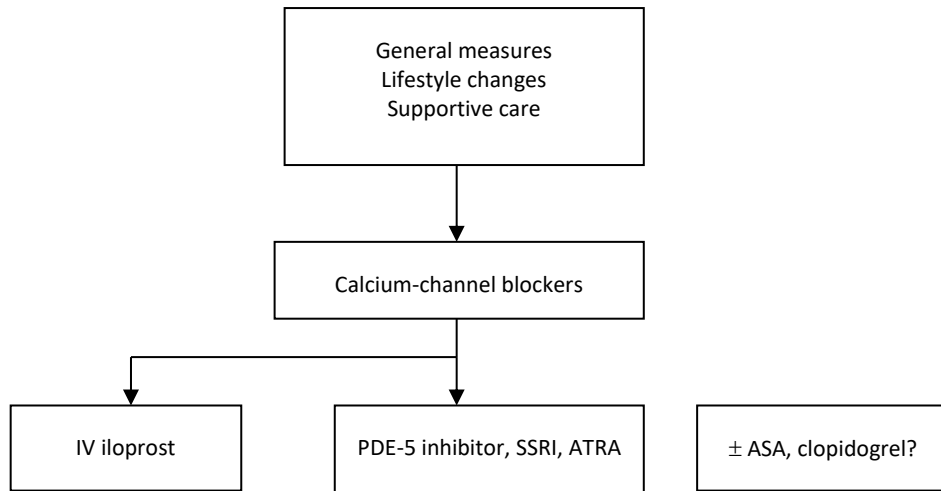 General measures
Lifestyle changes
Supportive care
Calcium-channel blockers
IV iloprost
PDE-5 inhibitor, SSRI, ATRA
± ASA, clopidogrel?